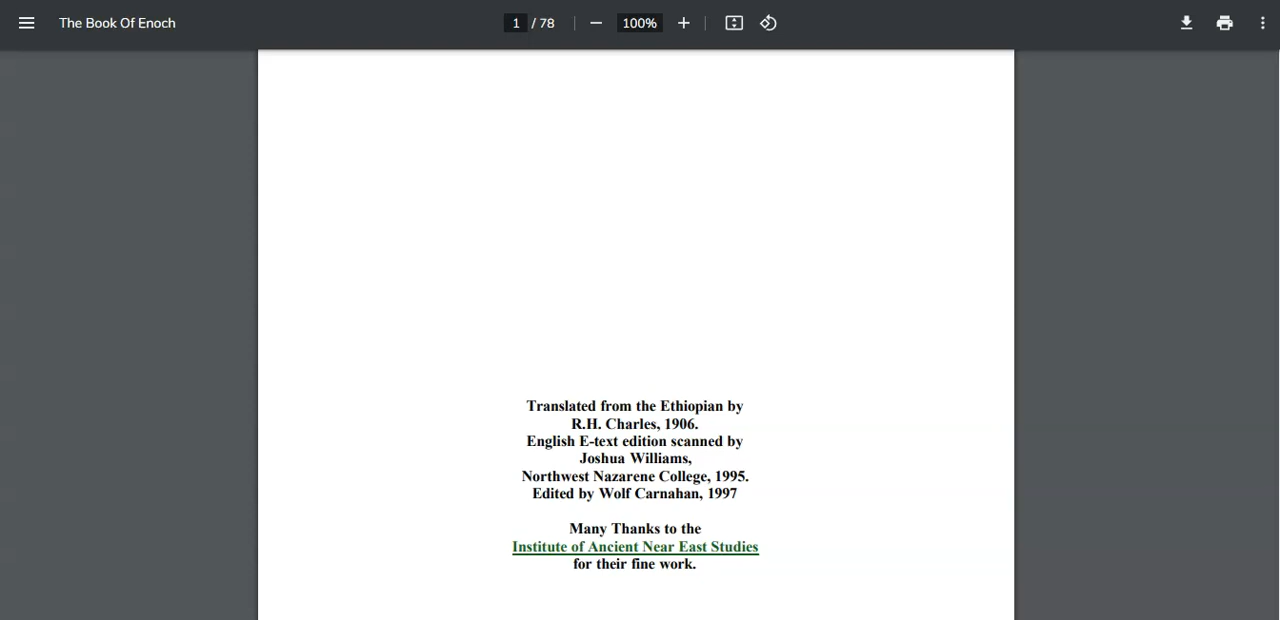 The Book Of Enoch
1 / 78
100%
Translated from the Ethiopian by
R.H. Charles, 1906.
English E-text edition scanned by
Joshua Williams,
Northwest Nazarene College, 1995.
Edited by Wolf Carnahan, 1997
Many Thanks to the
Institute of Ancient Near East Studies
for their fine work.